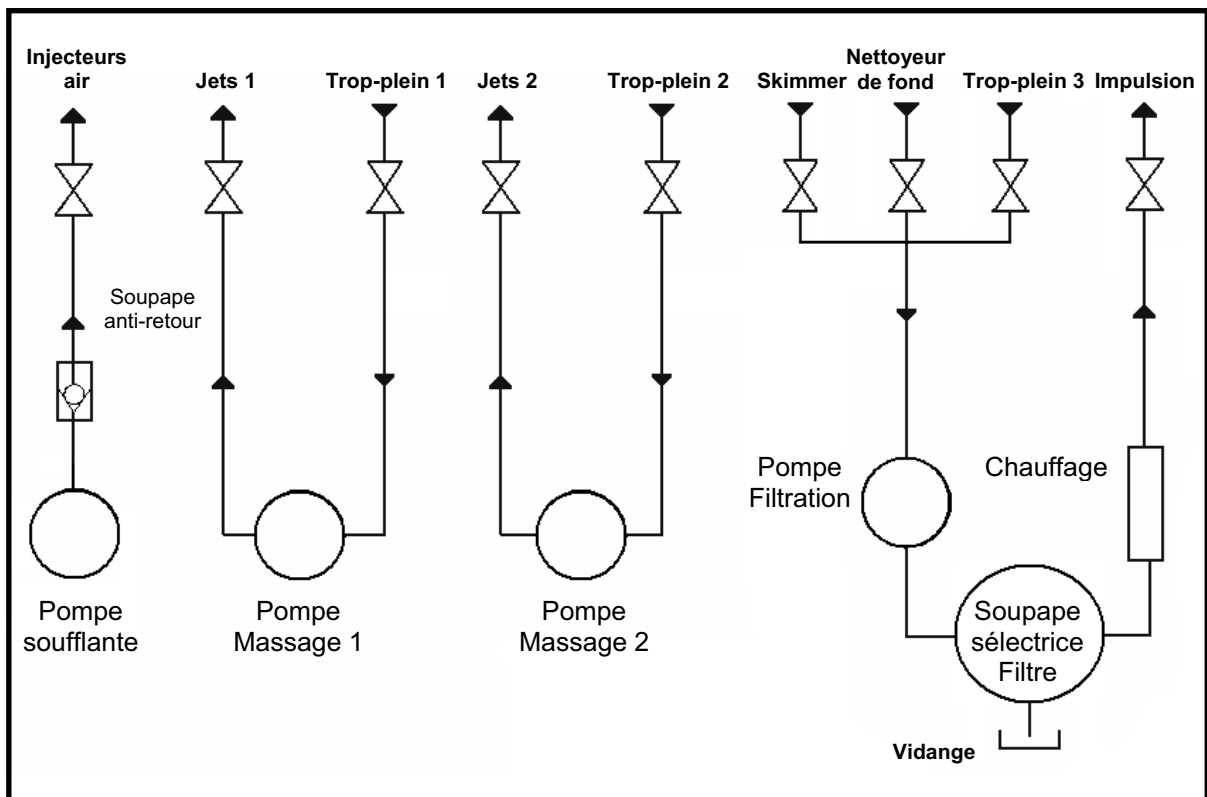 Injecteurs
air
Jets 1
Trop-plein 1
Jets 2
Trop-plein 2
Skimmer
Nettoyeur
de fond
Trop-plein 3
Impulsion
Soupape
anti-retour
Pompe
Filtration
Chauffage
Pompe
soufflante
Pompe
Massage 1
Pompe
Massage 2
Soupape
sélectrice
Filtre
Vidange